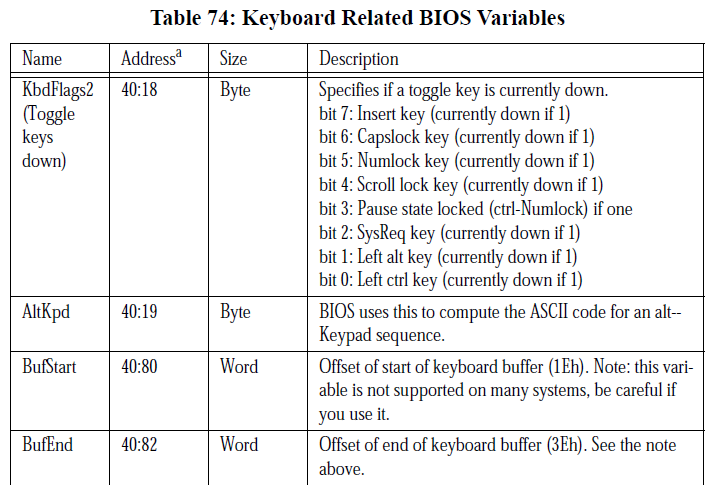 Table 74: Keyboard Related BIOS Variables
Name Addressa Size Description
KbdFlags2 40:18 Byte Specifies if a toggle key is currently down.
(Toggle bit 7: Insert key (currently down if 1)
keys bit 6: Capslock key (currently down if 1)
down) bit 5: Numlock key (currently down if 1)
bit 4: Scroll lock key (currently down if 1)
bit 3: Pause state locked (ctrl-Numlock) if one
bit 2: SysReq key (currently down if 1)
bit 1: Left alt key (currently down if 1)
bit 0: Left ctrl key (currently down if 1)
AltKpd 40:19 Byte BIOS uses this to compute the ASCII code for an alt--
Keypad sequence.
BufStart 40:80 Word Offset of start of keyboard buffer (1Eh). Note: this vari-
able is not supported on many systems, be careful if
you use it.
BufEnd 40:82 Word Offset of end of keyboard buffer (3Eh). See the note
above.